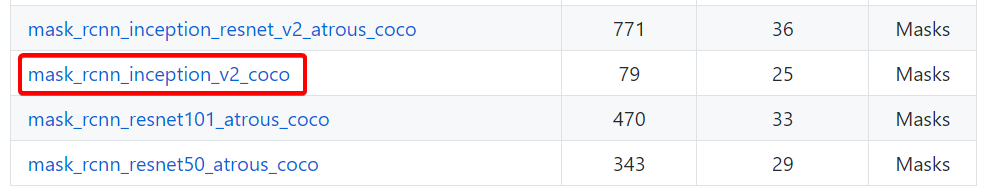 mask_rcnn_inception_resnet_v2_atrous_coco 771 36 Masks
mask_rcnn_inception_v2_coco 79 25 Masks
mask_rcnn_resnet101_atrous_coco 470 33 Masks
mask_rcnn_resnet50_atrous_coco 343 29 Masks